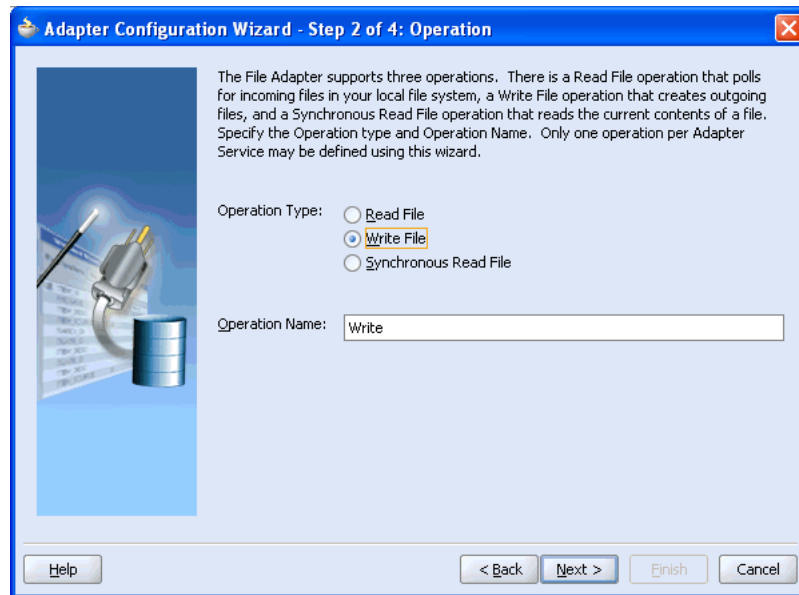 Adapter Configuration Wizard - Step 2 of 4: Operation
The File Adapter supports three operations. There is a Read File operation that polls
for incoming files in your local file system, a Write File operation that creates outgoing
files, and a Synchronous Read File operation that reads the current contents of a file.
Specify the Operation type and Operation Name. Only one operation per Adapter
Service may be defined using this wizard.
Operation Type:
Read File
Write File
Synchronous Read File
Operation Name:
Write
Help
< Back
Next >
Finish
Cancel